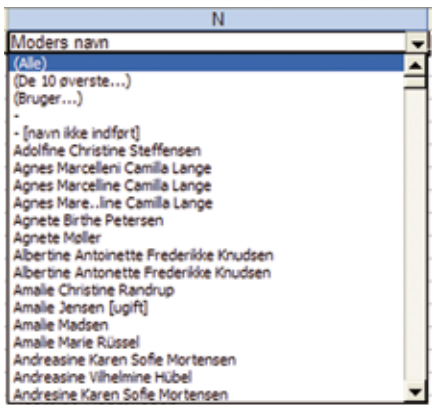 N
Moders navn
(Alle)
(De 10 øverste...)
(Bruger...)
-
- [navn ikke indført]
Adolfine Christine Steffensen
Agnes Marcelleni Camilla Lange
Agnes Marcelline Camilla Lange
Agnes Mare..line Camilla Lange
Agnete Birthe Petersen
Agnete Møller
Albertine Antoinette Frederikke Knudsen
Albertine Antonette Frederikke Knudsen
Amalie Christine Randrup
Amalie Jensen [ugift]
Amalie Madsen
Amalie Marie Rüssel
Andreasine Karen Sofie Mortensen
Andreasine Vilhelmine Hübel
Andresine Karen Sofie Mortensen